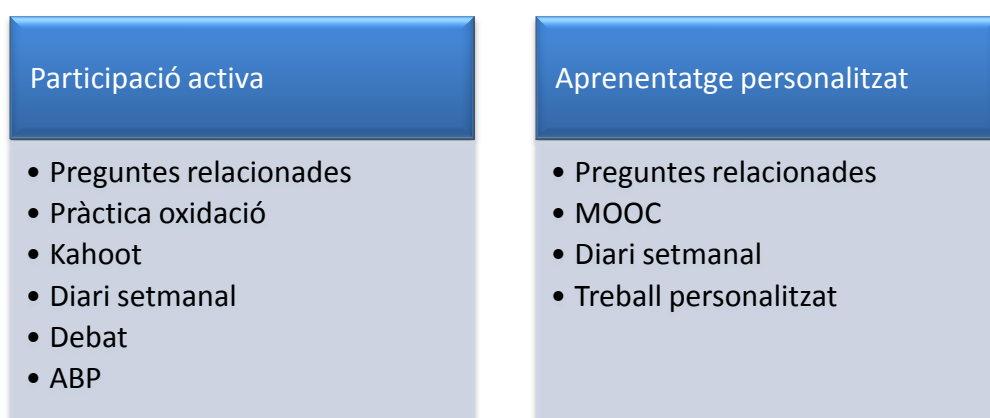 Participació activa
• Preguntes relacionades
• Pràctica oxidació
• Kahoot
• Diari setmanal
• Debat
• ABP
Aprenentatge personalitzat
• Preguntes relacionades
• MOOC
• Diari setmanal
• Treball personalitzat